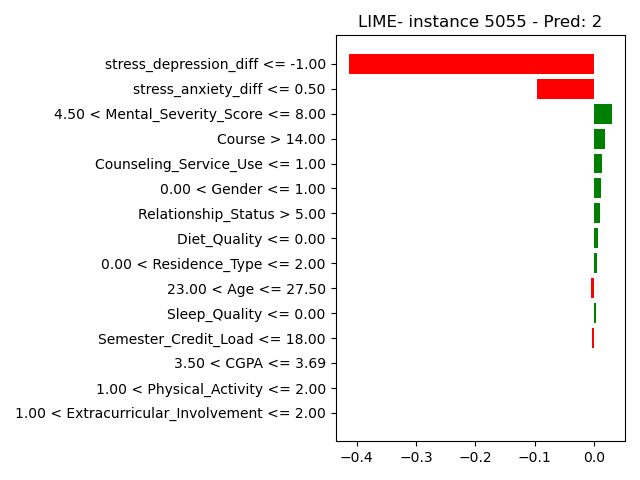 LIME- instance 5055 - Pred: 2
stress_depression_diff <= -1.00
stress_anxiety_diff <= 0.50
4.50 < Mental_Severity_Score <= 8.00
Course > 14.00
Counseling_Service_Use <= 1.00
0.00 < Gender <= 1.00
Relationship_Status > 5.00
Diet_Quality <= 0.00
0.00 < Residence_Type <= 2.00
23.00 < Age <= 27.50
Sleep_Quality <= 0.00
Semester_Credit_Load <= 18.00
3.50 < CGPA <= 3.69
1.00 < Physical_Activity <= 2.00
1.00 < Extracurricular_Involvement <= 2.00
−0.4 −0.3 −0.2 −0.1 0.0